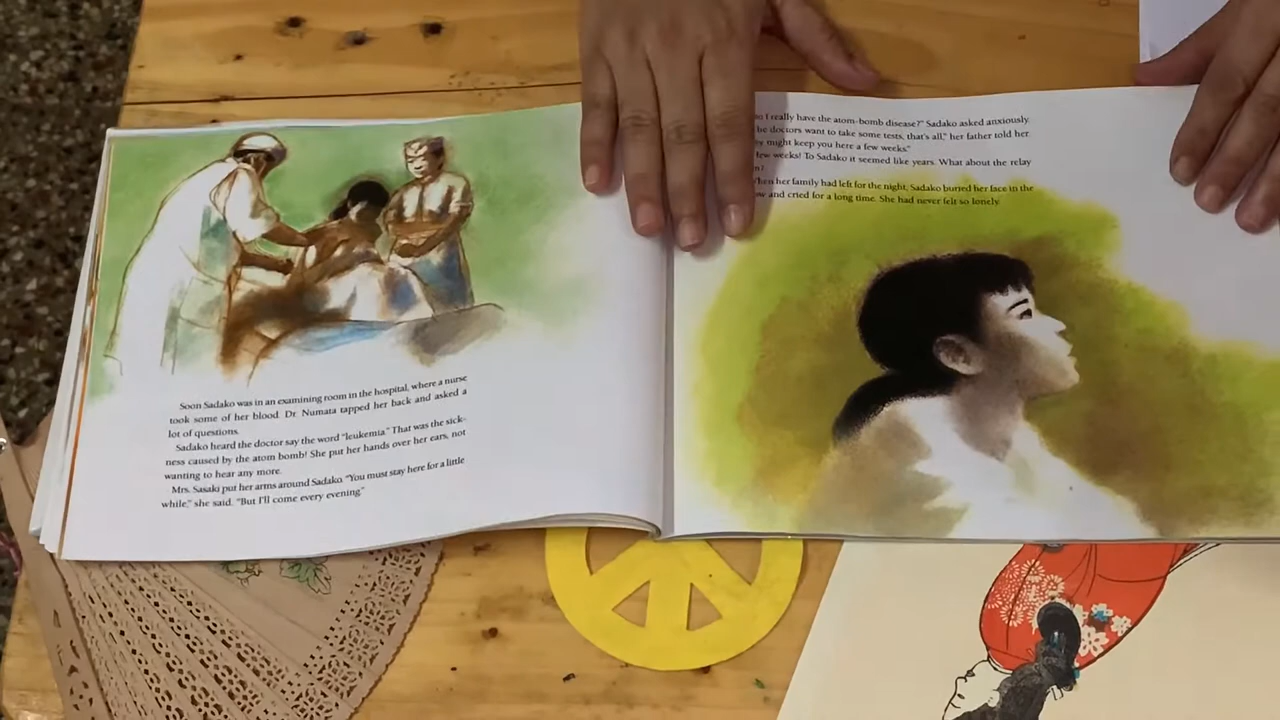 Soon Sadako was in an examining room in the hospital, where a nurse
took some of her blood. Dr. Numata tapped her back and asked a
lot of questions.
Sadako heard the doctor say the word "leukemia." That was the sick-
ness caused by the atom bomb! She put her hands over her ears, not
wanting to hear any more.
Mrs. Sasaki put her arms around Sadako. "You must stay here for a little
while," she said. "But I'll come every evening."
I really have the atom-bomb disease?" Sadako asked anxiously.
doctors want to take some tests, that's all," her father told her.
might keep you here a few weeks."
few weeks! To Sadako it seemed like years. What about the relay
When her family had left for the night, Sadako buried her face in the
and cried for a long time. She had never felt so lonely.